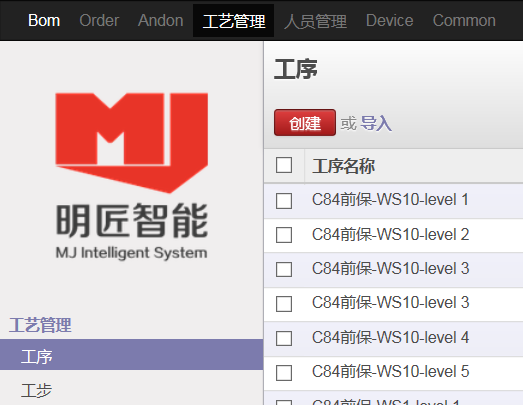 Bom Order Andon 工艺管理 人员管理 Device Common
明匠智能
MJ Intelligent System
工艺管理
工序
工步
工序
创建 或 导入
工序名称
C84前保-WS10-level 1
C84前保-WS10-level 2
C84前保-WS10-level 3
C84前保-WS10-level 3
C84前保-WS10-level 4
C84前保-WS10-level 5
C84前保-WS1-level 1